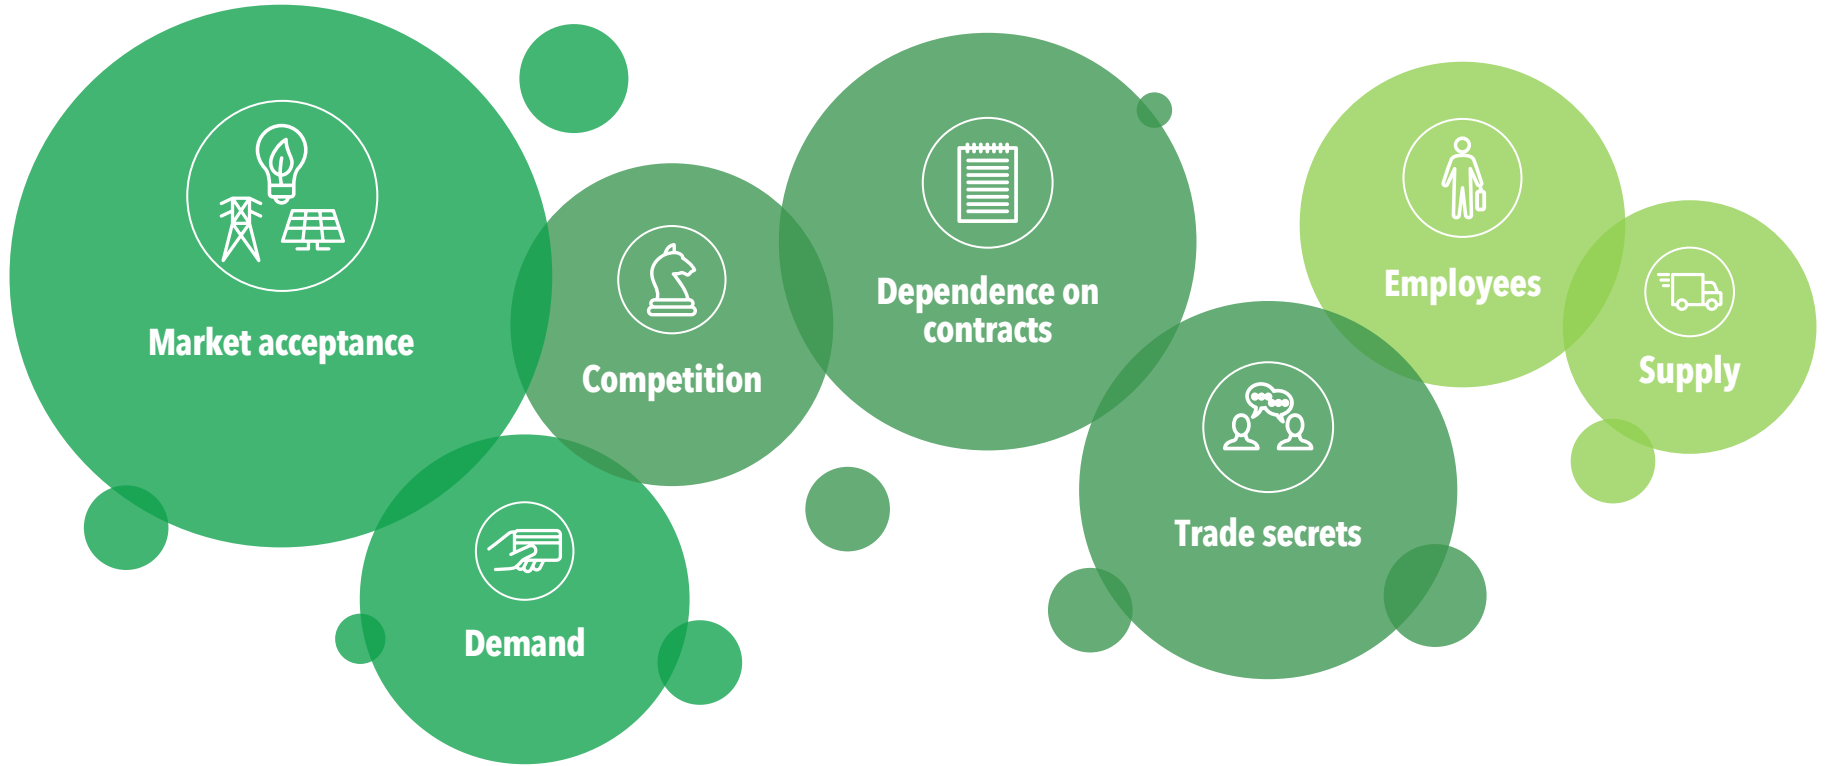 Market acceptance
Competition
Demand
Dependence on
contracts
Trade secrets
Employees
Supply